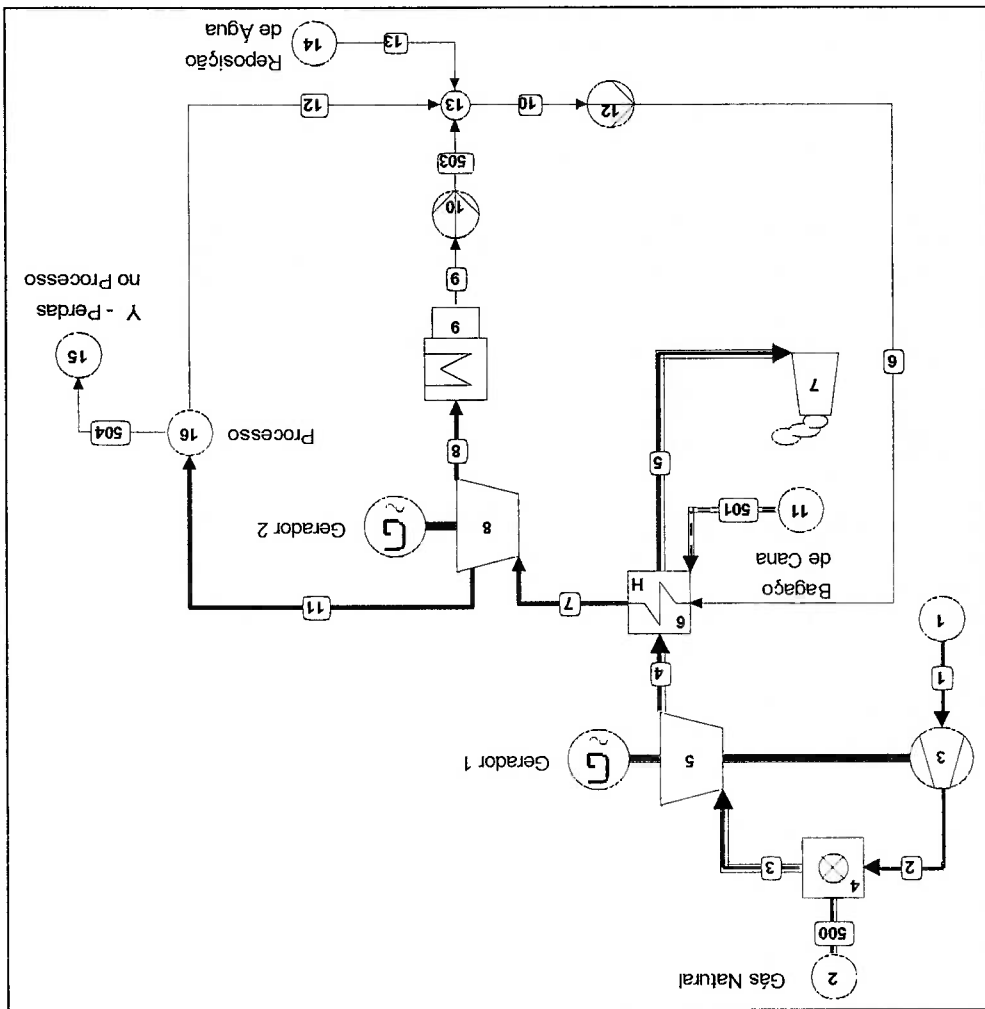 2
Gás Natural
500
4
2
3
3
5
G
Gerador 1
1
4
1
6
H
11
7
Bagaço
de Cana
11
501
8
G
Gerador 2
5
8
Processo
16
504
7
6
15
Y - Perdas
no Processo
9
9
10
503
12
10
13
12
14
13
Reposição
de Água